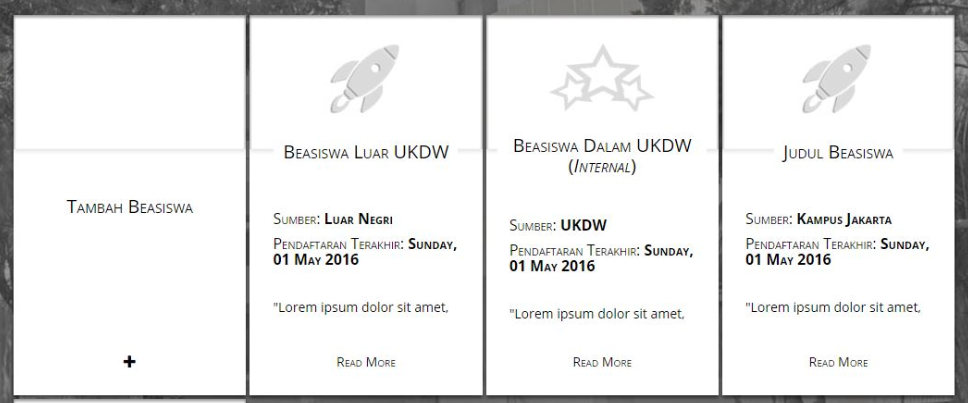 Tambah Beasiswa
+
Beasiswa Luar UKDW
Sumber: Luar Negri
Pendaftaran Terakhir: Sunday,
01 May 2016
"Lorem ipsum dolor sit amet,
Read More
Beasiswa Dalam UKDW
(Internal)
Sumber: UKDW
Pendaftaran Terakhir: Sunday,
01 May 2016
"Lorem ipsum dolor sit amet,
Read More
Judul Beasiswa
Sumber: Kampus Jakarta
Pendaftaran Terakhir: Sunday,
01 May 2016
"Lorem ipsum dolor sit amet,
Read More